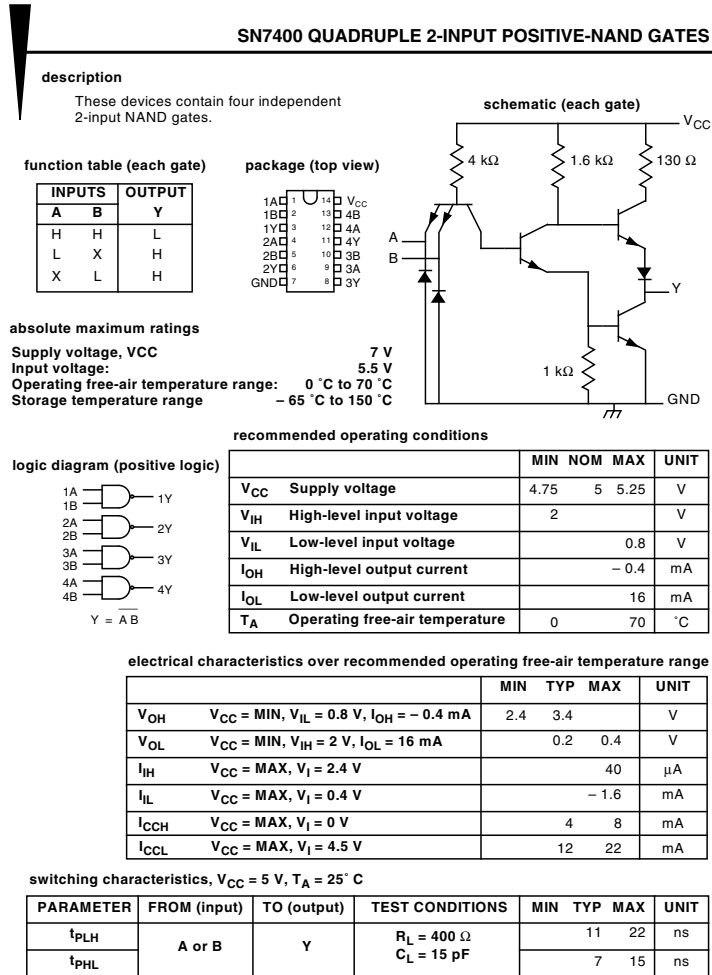 SN7400 QUADRUPLE 2-INPUT POSITIVE-NAND GATES
description
These devices contain four independent
2-input NAND gates.
function table (each gate)
INPUTS OUTPUT
A B Y
H H L
L X H
X L H
package (top view)
1A 1 14 VCC
1B 2 13 4B
1Y 3 12 4A
2A 4 11 4Y
2B 5 10 3B
2Y 6 9 3A
GND 7 8 3Y
schematic (each gate)
VCC
4 kΩ 1.6 kΩ 130 Ω
A
B
Y
1 kΩ
GND
absolute maximum ratings
Supply voltage, VCC 7 V
Input voltage: 5.5 V
Operating free-air temperature range: 0 ˚C to 70 ˚C
Storage temperature range – 65 ˚C to 150 ˚C
logic diagram (positive logic)
1A
1B 1Y
2A
2B 2Y
3A
3B 3Y
4A
4B 4Y
Y = A B
recommended operating conditions
MIN NOM MAX UNIT
VCC Supply voltage 4.75 5 5.25 V
VIH High-level input voltage 2 V
VIL Low-level input voltage 0.8 V
IOH High-level output current – 0.4 mA
IOL Low-level output current 16 mA
TA Operating free-air temperature 0 70 ˚C
electrical characteristics over recommended operating free-air temperature range
MIN TYP MAX UNIT
VOH VCC = MIN, VIL = 0.8 V, IOH = – 0.4 mA 2.4 3.4 V
VOL VCC = MIN, VIH = 2 V, IOL = 16 mA 0.2 0.4 V
IIH VCC = MAX, VI = 2.4 V 40 µA
IIL VCC = MAX, VI = 0.4 V – 1.6 mA
ICCH VCC = MAX, VI = 0 V 4 8 mA
ICCL VCC = MAX, VI = 4.5 V 12 22 mA
switching characteristics, VCC = 5 V, TA = 25˚ C
PARAMETER FROM (input) TO (output) TEST CONDITIONS MIN TYP MAX UNIT
tPLH A or B Y RL = 400 Ω 11 22 ns
tPHL CL = 15 pF 7 15 ns